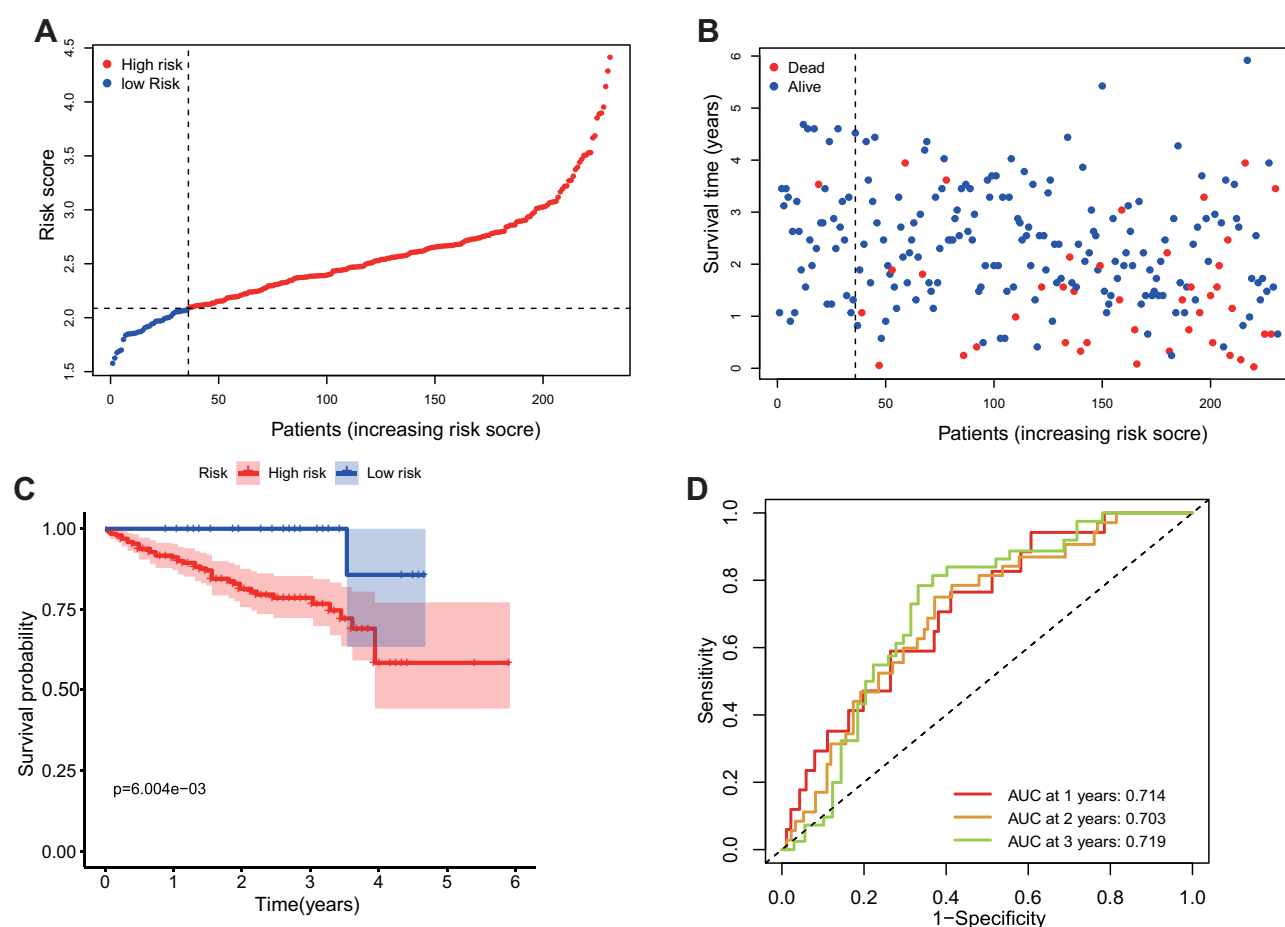 A
High risk
low Risk
Risk score
4.5
4.0
3.5
3.0
2.5
2.0
1.5
0
50
100
150
200
Patients (increasing risk socre)
B
Dead
Alive
Survival time (years)
6
5
4
3
2
1
0
0
50
100
150
200
Patients (increasing risk socre)
C
Risk High risk Low risk
Survival probability
1.00
0.75
0.50
0.25
0.00
p=6.004e−03
0 1 2 3 4 5 6
Time(years)
D
Sensitivity
1.0
0.8
0.6
0.4
0.2
0.0
AUC at 1 years: 0.714
AUC at 2 years: 0.703
AUC at 3 years: 0.719
0.0 0.2 0.4 0.6 0.8 1.0
1−Specificity